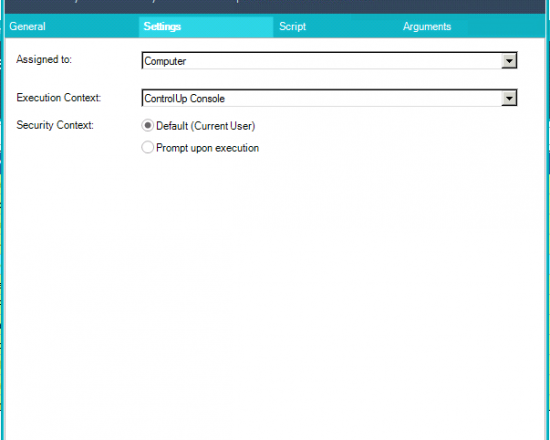 General Settings Script Arguments
Assigned to: Computer
Execution Context: ControlUp Console
Security Context: Default (Current User)
Prompt upon execution